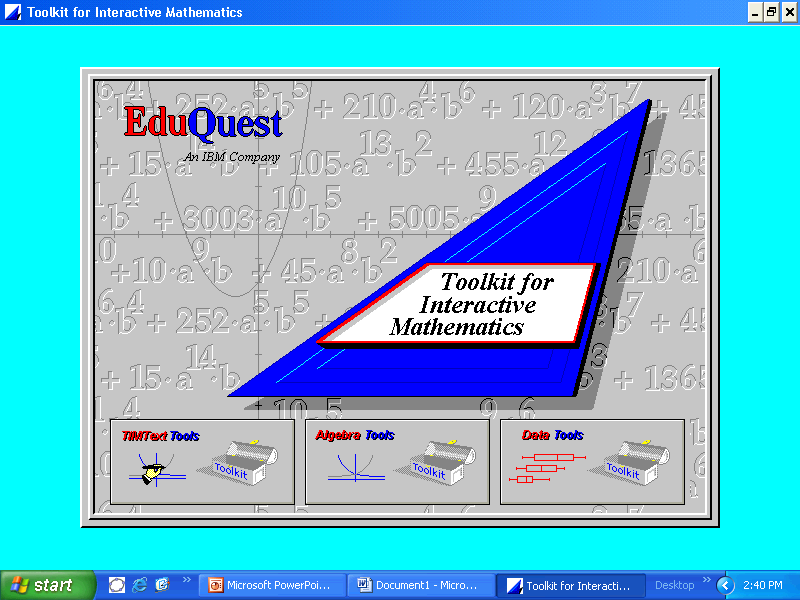 Toolkit for Interactive Mathematics
EduQuest
An IBM Company
Toolkit for
Interactive
Mathematics
TIMText Tools
Toolkit
Algebra Tools
Toolkit
Data Tools
Toolkit
start
Microsoft PowerPoi...
Document1 - Micro...
Toolkit for Interacti...
Desktop
2:40 PM